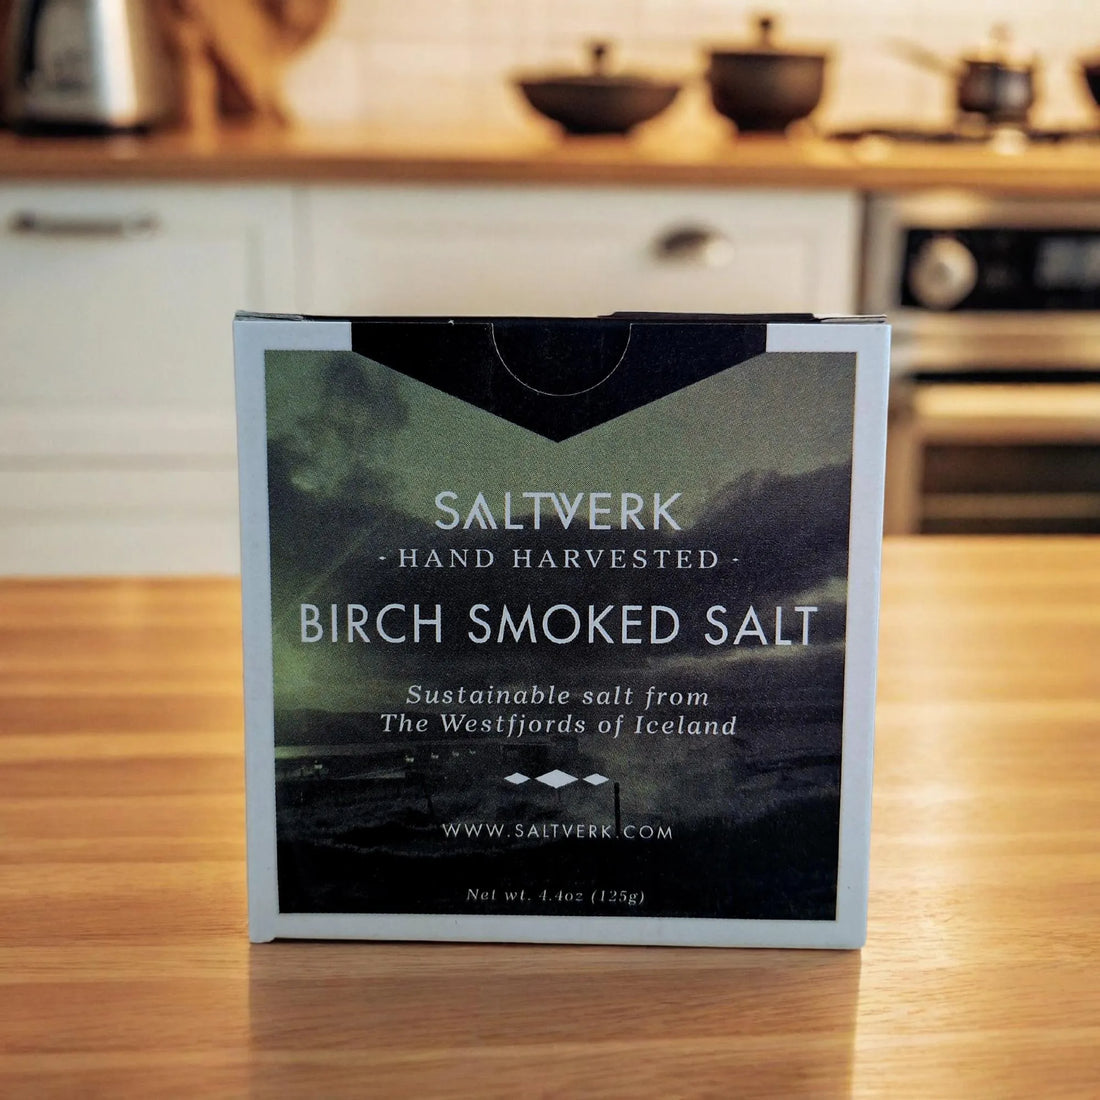 SALTVERK
- HAND HARVESTED -
BIRCH SMOKED SALT
Sustainable salt from
The Westfjords of Iceland
WWW.SALTVERK.COM
Net wt. 4.4oz (125g)